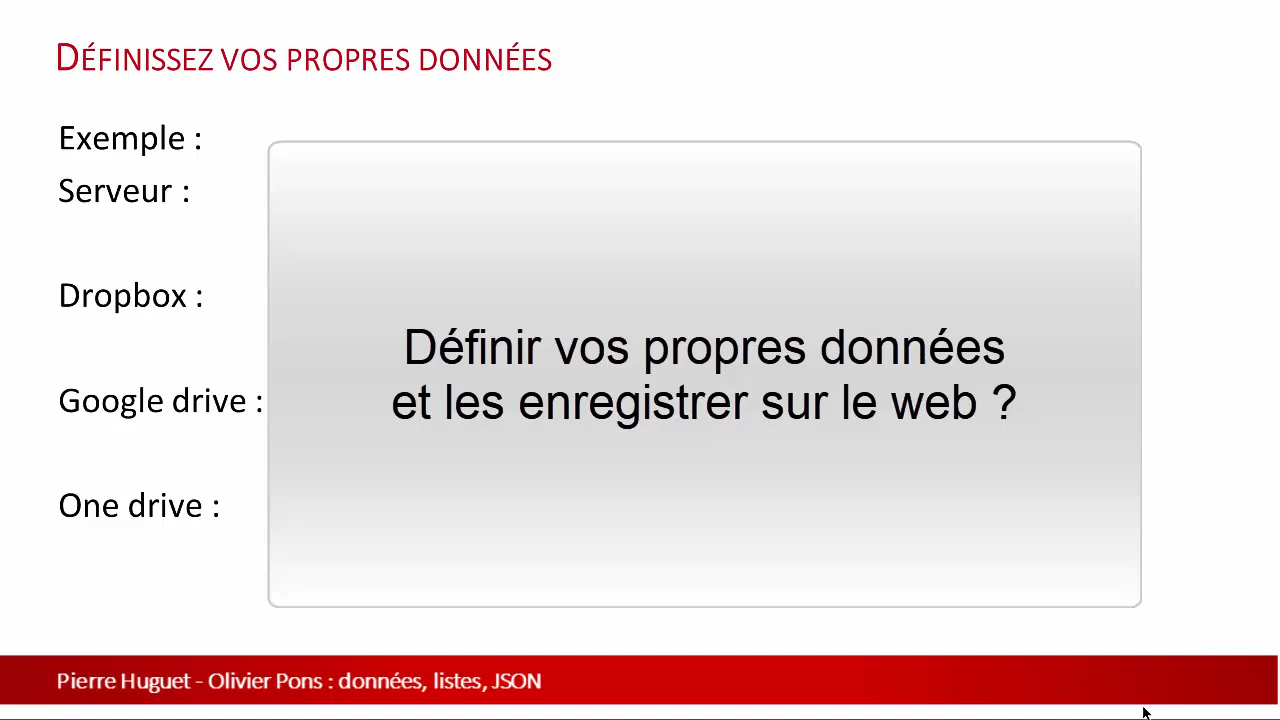 DÉFINISSEZ VOS PROPRES DONNÉES
Exemple :
Serveur :
Dropbox :
Google drive :
One drive :
Définir vos propres données
et les enregistrer sur le web ?
Pierre Huguet - Olivier Pons : données, listes, JSON